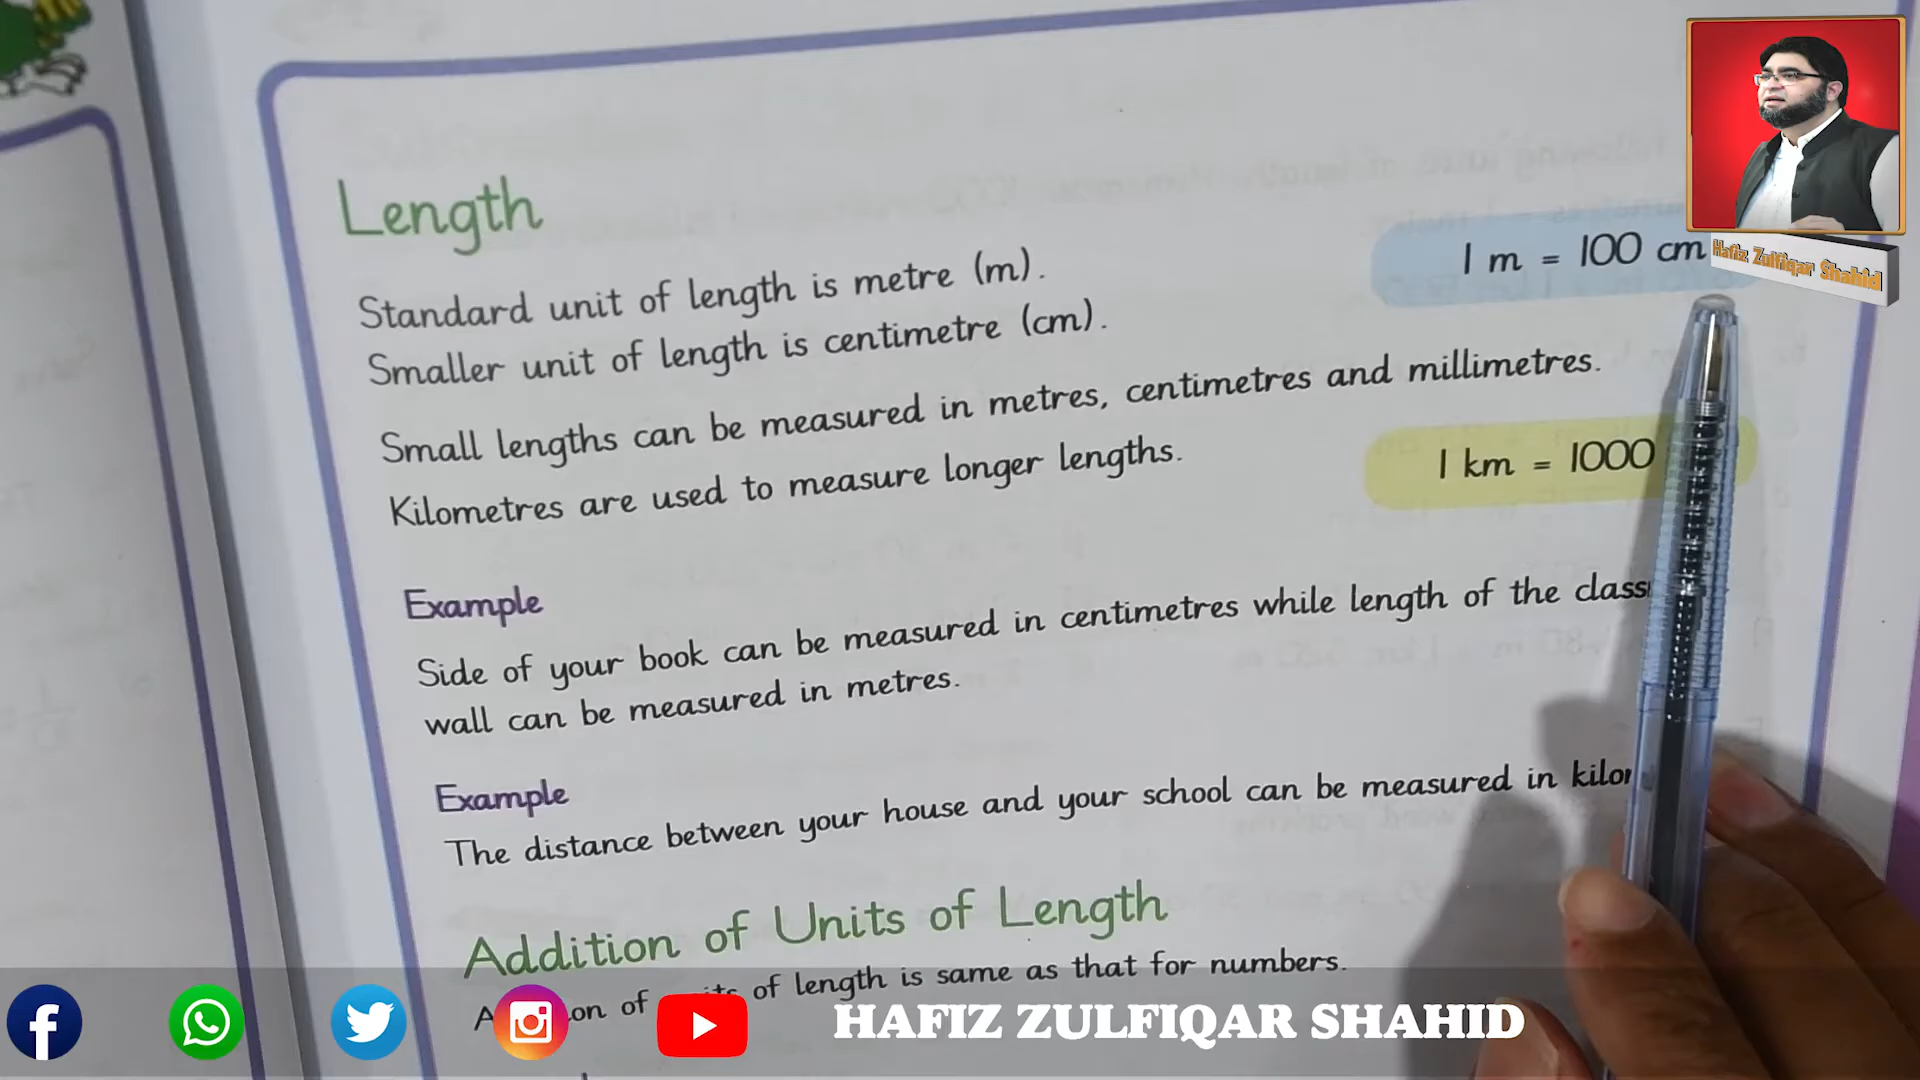 Length
Standard unit of length is metre (m).
1 m = 100 cm
Hafiz Zulfiqar Shahid
Smaller unit of length is centimetre (cm).
Small lengths can be measured in metres, centimetres and millimetres.
Kilometres are used to measure longer lengths.
1 km = 1000
Example
Side of your book can be measured in centimetres while length of the
wall can be measured in metres.
Example
The distance between your house and your school can be measured in
Addition of Units of Length
of length is same as that for numbers.
HAFIZ ZULFIQAR SHAHID